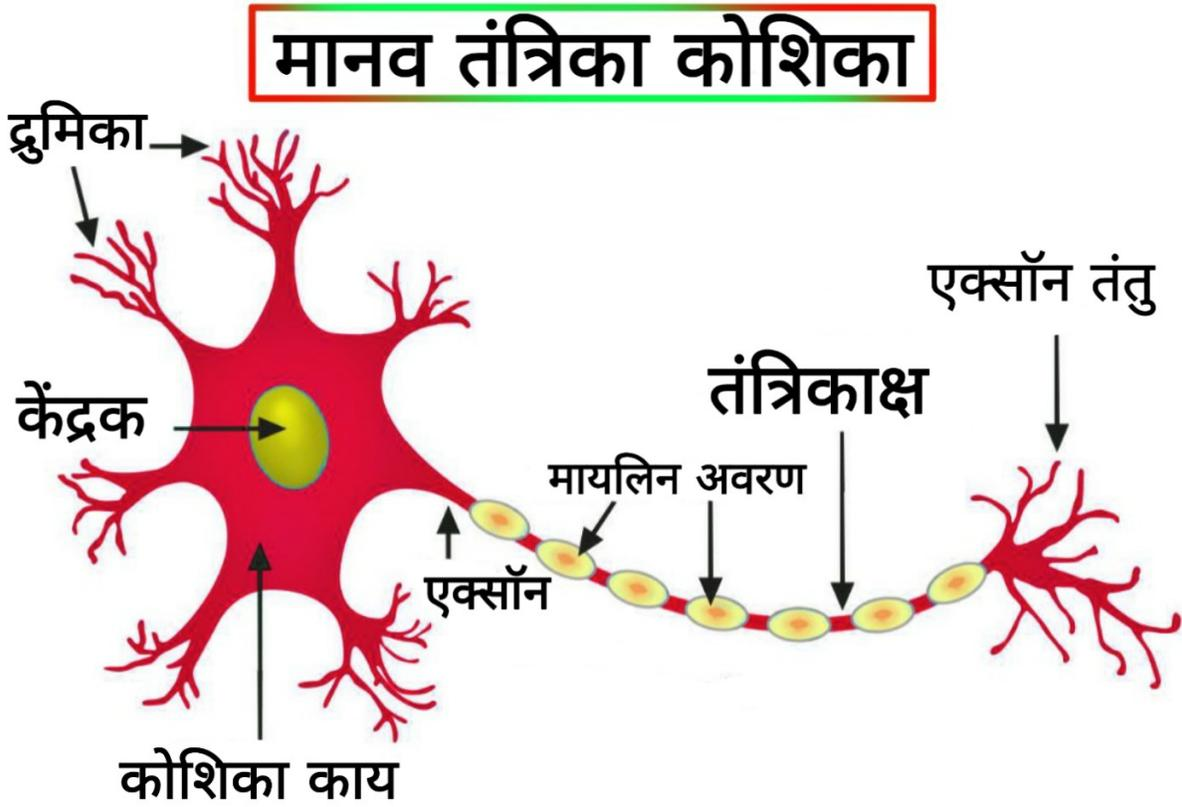 मानव तंत्रिका कोशिका
द्रुमिका
एक्सॉन तंतु
तंत्रिकाक्ष
केंद्रक
मायलिन अवरण
एक्सॉन
कोशिका काय